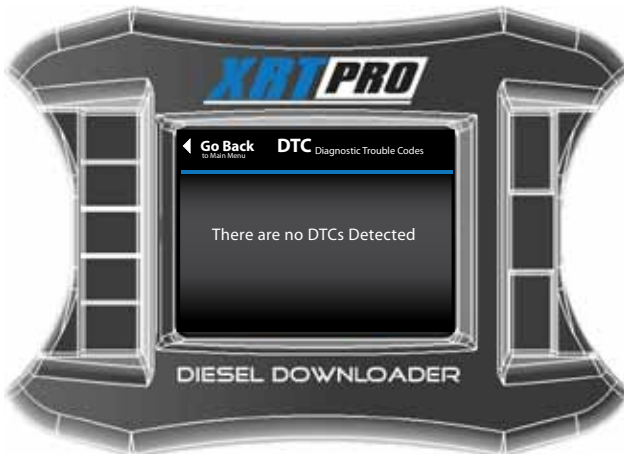 XRT PRO
Go Back DTC Diagnostic Trouble Codes
to Main Menu
There are no DTCs Detected
DIESEL DOWNLOADER